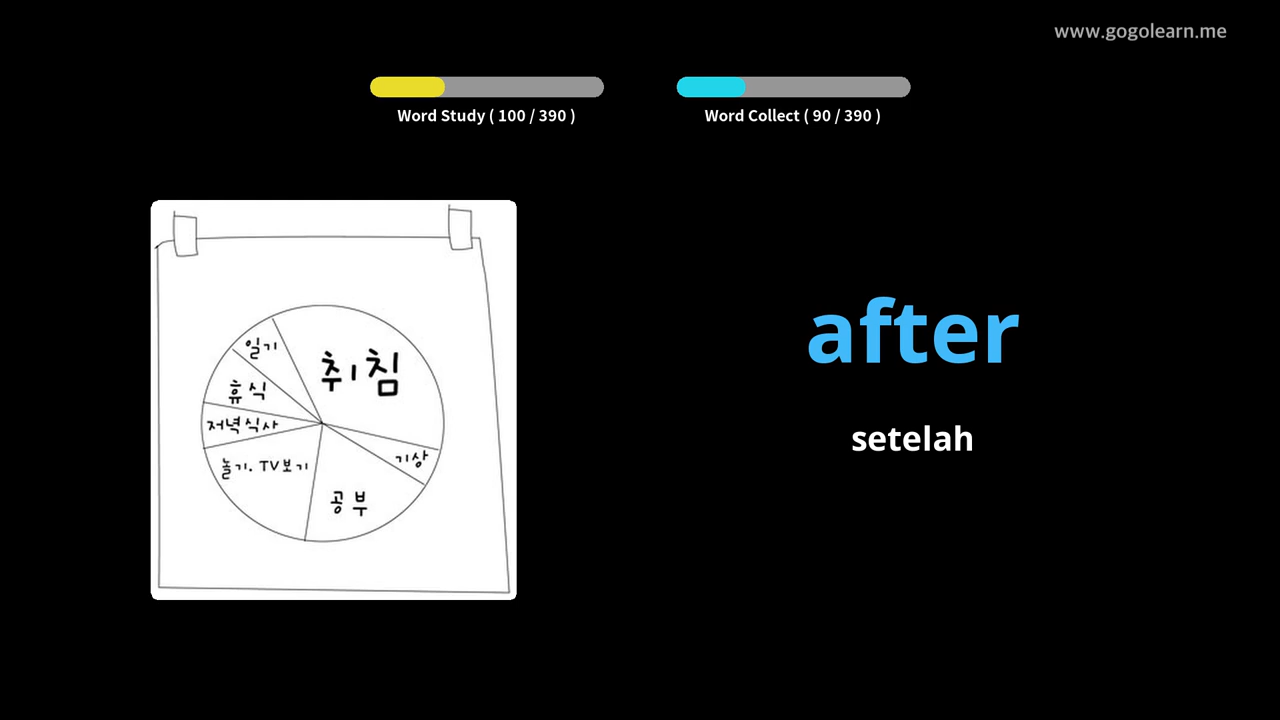 www.gogolearn.me
Word Study ( 100 / 390 )
Word Collect ( 90 / 390 )
일기
취침
휴식
저녁식사
놀기. TV보기
기상
공부
after
setelah